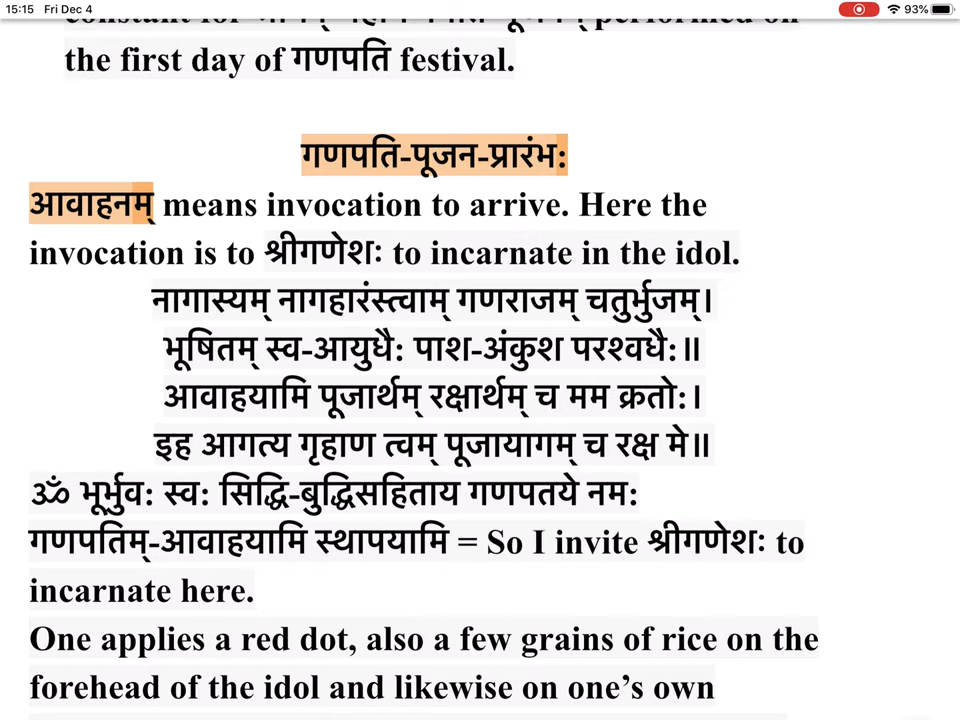 15:15 Fri Dec 4 93%
constant for performed on
the first day of गणपति festival.
गणपति-पूजन-प्रारंभ:
आवाहनम् means invocation to arrive. Here the
invocation is to श्रीगणेशः to incarnate in the idol.
नागास्यम् नागहारंस्त्वाम् गणराजम् चतुर्भुजम्।
भूषितम् स्व-आयुधै: पाश-अंकुश परश्वधै:॥
आवाहयामि पूजार्थम् रक्षार्थम् च मम क्रतो:।
इह आगत्य गृहाण त्वम् पूजायागम् च रक्ष मे॥
ॐ भूर्भुव: स्व: सिद्धि-बुद्धिसहिताय गणपतये नम:
गणपतिम्-आवाहयामि स्थापयामि = So I invite श्रीगणेशः to
incarnate here.
One applies a red dot, also a few grains of rice on the
forehead of the idol and likewise on one’s own